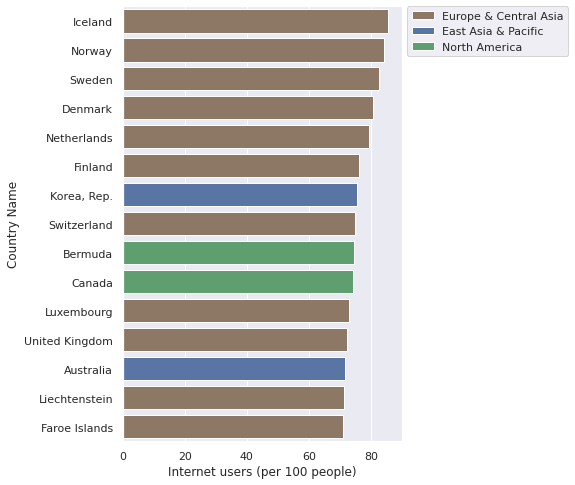 Europe & Central Asia
East Asia & Pacific
North America
Country Name
Iceland
Norway
Sweden
Denmark
Netherlands
Finland
Korea, Rep.
Switzerland
Bermuda
Canada
Luxembourg
United Kingdom
Australia
Liechtenstein
Faroe Islands
0 20 40 60 80
Internet users (per 100 people)